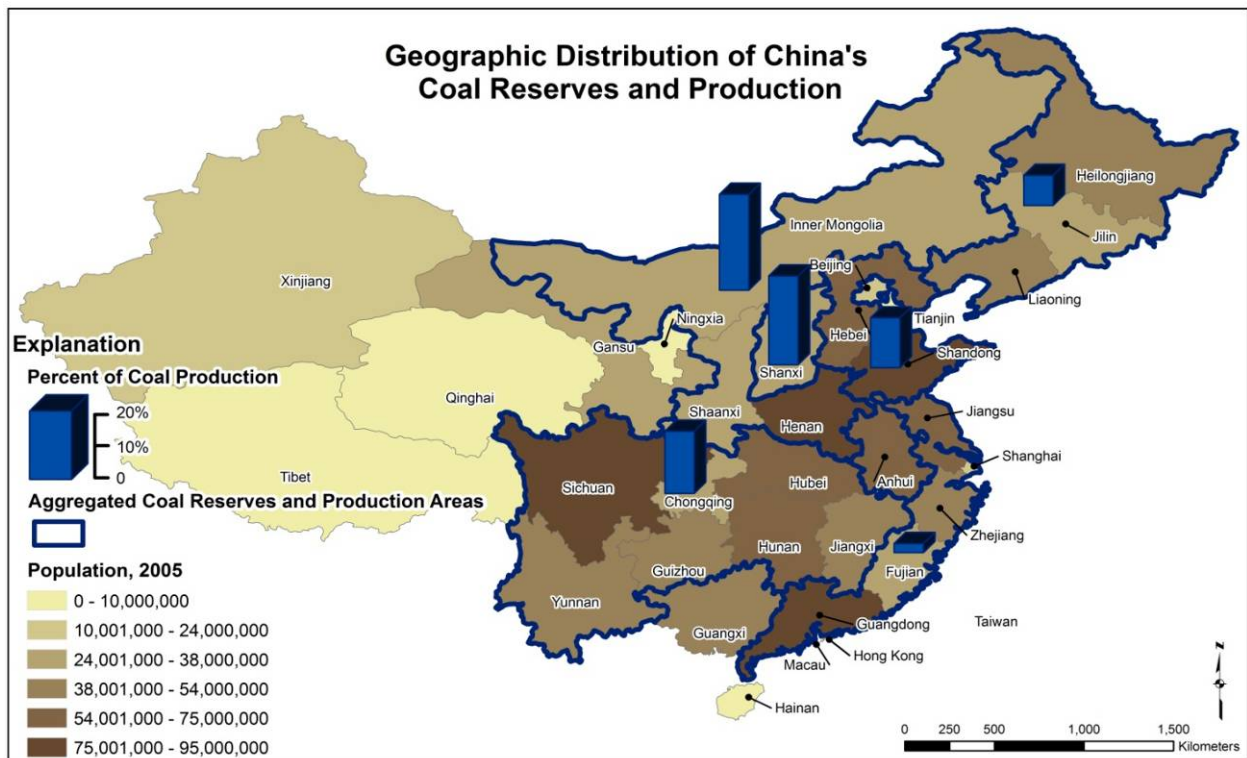 Geographic Distribution of China's
Coal Reserves and Production
Heilongjiang
Inner Mongolia
Jilin
Beijing
Xinjiang
Liaoning
Ningxia
Tianjin
Explanation
Gansu
Hebei
Shandong
Percent of Coal Production
Shanxi
Qinghai
20%
10%
0
Shaanxi
Henan
Jiangsu
Shanghai
Tibet
Sichuan
Hubei
Anhui
Aggregated Coal Reserves and Production Areas
Chongqing
Zhejiang
Hunan
Jiangxi
Population, 2005
Guizhou
Fujian
0 - 10,000,000
Yunnan
10,001,000 - 24,000,000
Guangdong
Taiwan
24,001,000 - 38,000,000
Guangxi
Hong Kong
Macau
38,001,000 - 54,000,000
Hainan
54,001,000 - 75,000,000
75,001,000 - 95,000,000
N
0 250 500 1,000 1,500
Kilometers